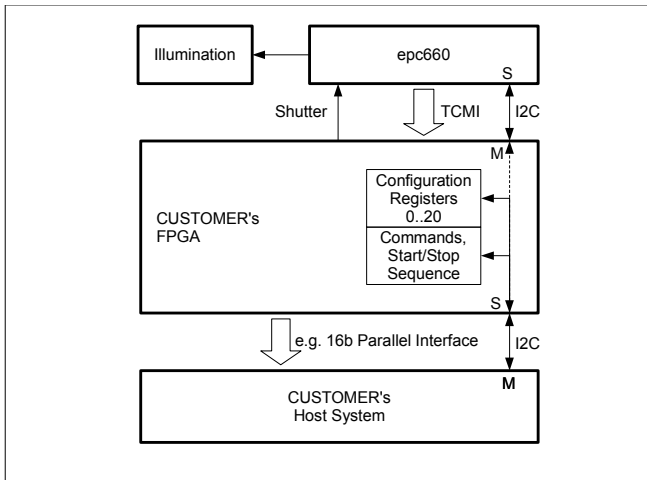 Illumination
epc660
S
Shutter
TCMI
I2C
M
CUSTOMER's
FPGA
Configuration
Registers
0..20
Commands,
Start/Stop
Sequence
S
e.g. 16b Parallel Interface
I2C
M
CUSTOMER's
Host System